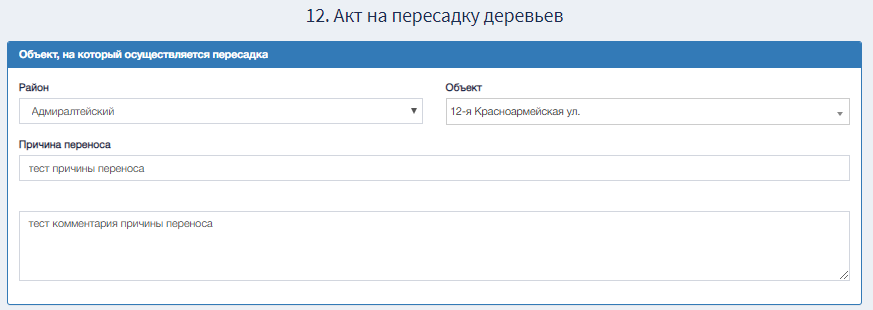 12. Акт на пересадку деревьев
Объект, на который осуществляется пересадка
Район
Объект
Адмиралтейский
12-я Красноармейская ул.
Причина переноса
тест причины переноса
тест комментария причины переноса